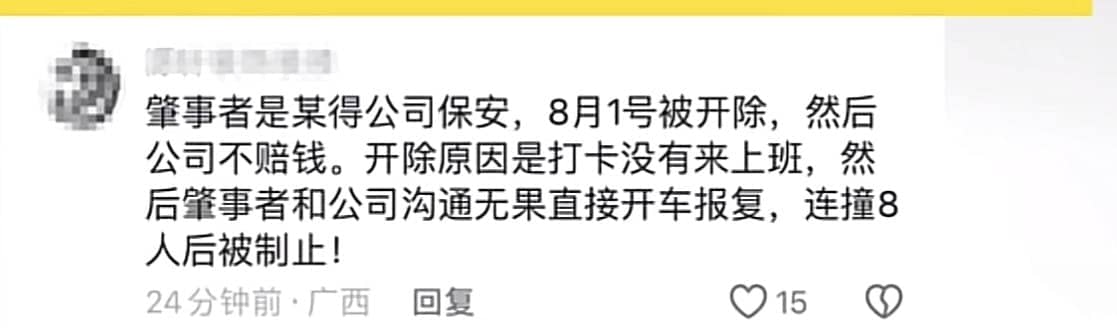 肇事者是某得公司保安，8月1号被开除，然后
公司不赔钱。开除原因是打卡没有来上班，然
后肇事者和公司沟通无果直接开车报复，连撞8
人后被制止！
24分钟前·广西 回复 15